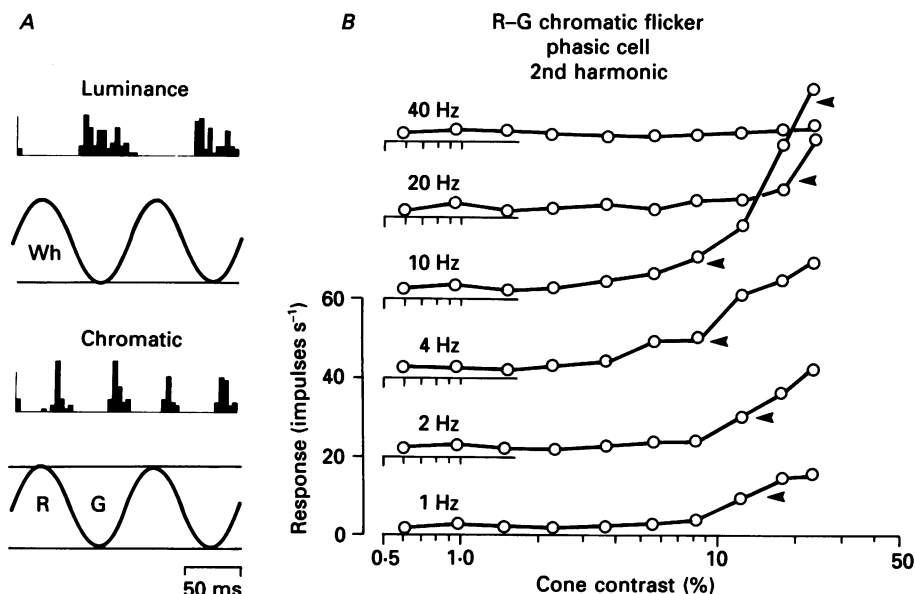 A
Luminance
Wh
Chromatic
R G
50 ms
B
R–G chromatic flicker
phasic cell
2nd harmonic
40 Hz
20 Hz
10 Hz
4 Hz
2 Hz
1 Hz
Response (impulses s⁻¹)
60
40
20
0
0·5 1·0 10 50
Cone contrast (%)